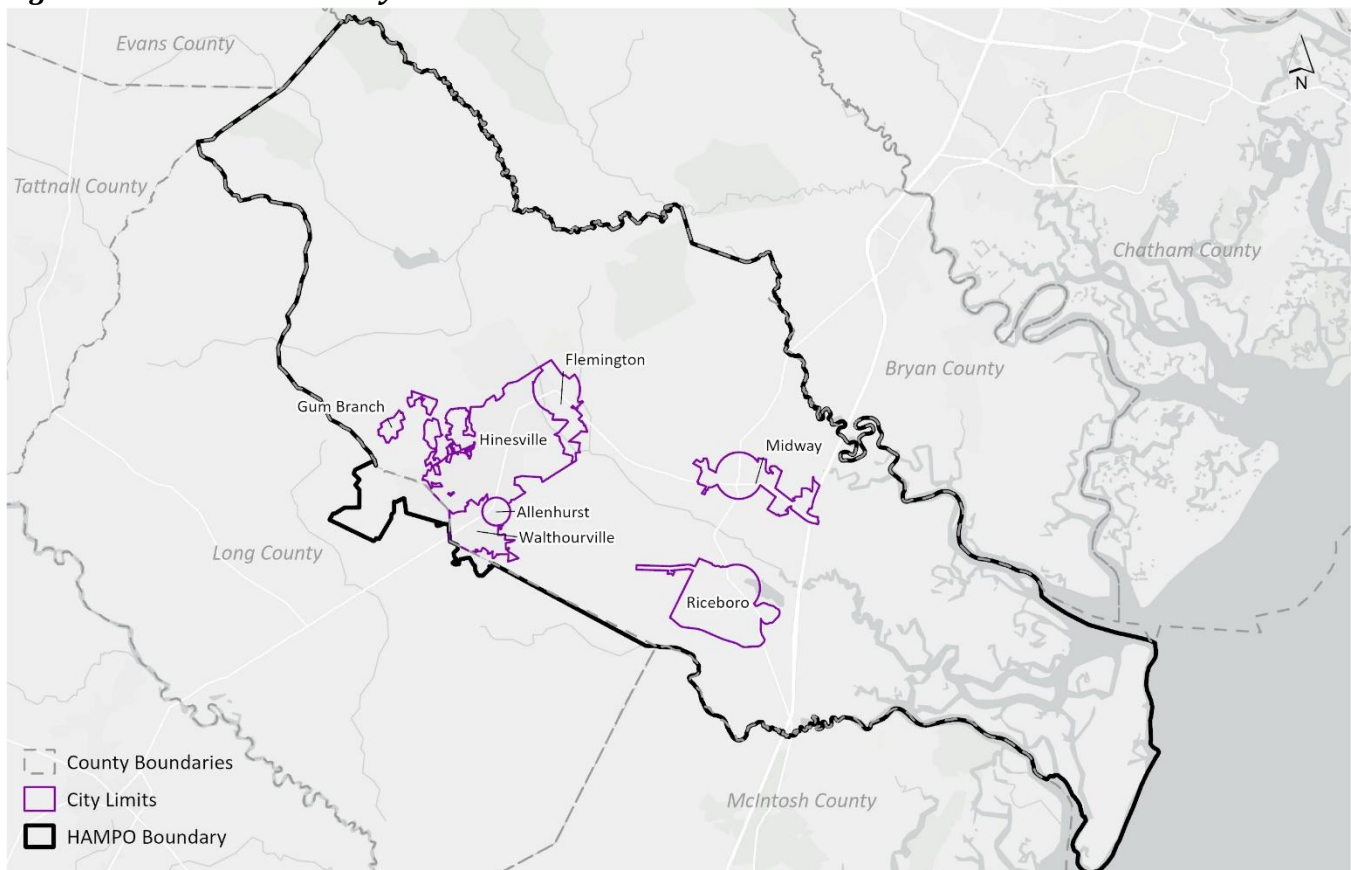 Evans County
N
Tattnall County
Chatham County
Flemington
Bryan County
Gum Branch
Hinesville
Midway
Allenhurst
Walthourville
Long County
Riceboro
County Boundaries
City Limits
McIntosh County
HAMPO Boundary